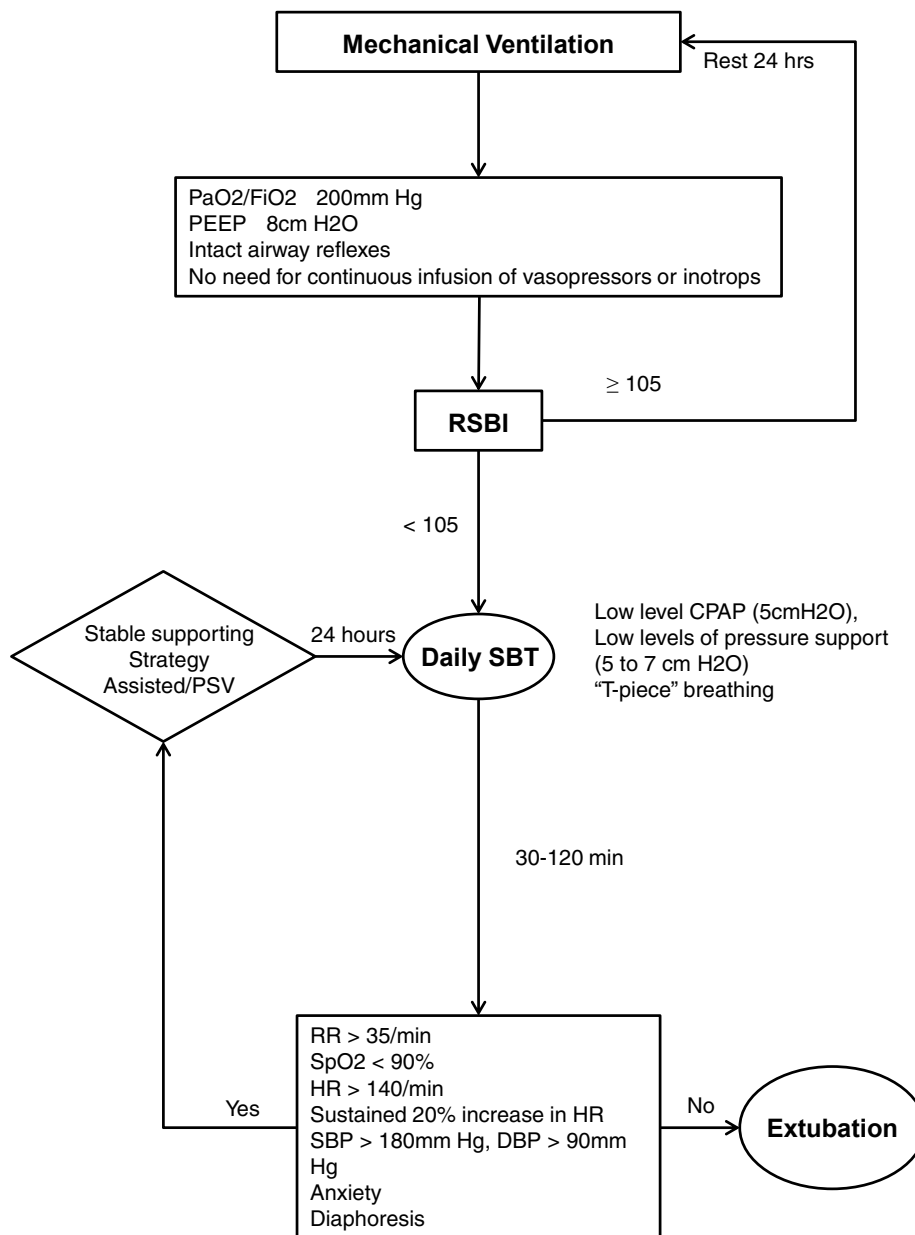 Mechanical Ventilation
Rest 24 hrs
PaO2/FiO2 200mm Hg
PEEP 8cm H2O
Intact airway reflexes
No need for continuous infusion of vasopressors or inotrops
≥ 105
RSBI
< 105
Stable supporting
Strategy
Assisted/PSV
24 hours
Daily SBT
Low level CPAP (5cmH2O),
Low levels of pressure support
(5 to 7 cm H2O)
“T-piece” breathing
30-120 min
RR > 35/min
SpO2 < 90%
HR > 140/min
Sustained 20% increase in HR
SBP > 180mm Hg, DBP > 90mm
Hg
Anxiety
Diaphoresis
Yes
No
Extubation